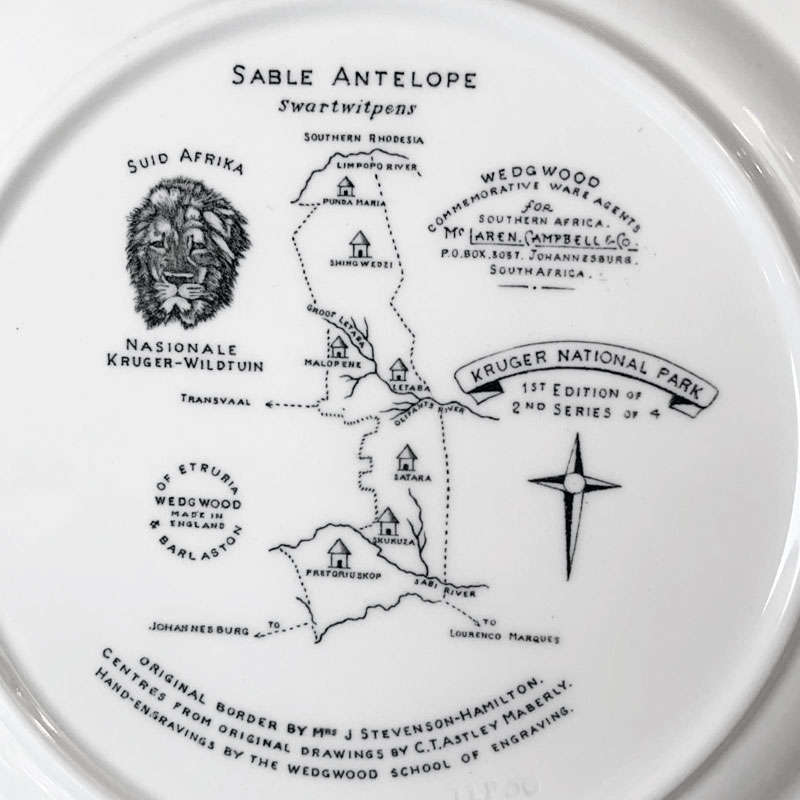 SABLE ANTELOPE
Swartwitpens
SOUTHERN RHODESIA
LIMPOPO RIVER
PUNDA MARIA
SUID AFRIKA
NASIONALE
KRUGER-WILDTUIN
WEDGWOOD
COMMEMORATIVE WARE AGENTS
for
SOUTHERN AFRICA.
Mc LAREN. CAMPBELL & Co.
P.O. BOX. 3057. JOHANNESBURG.
SOUTH AFRICA.
SHINGWEDZI
GROOT LETABA
MALOPENE
LETABA
OLIFANTS RIVER
TRANSVAAL
KRUGER NATIONAL PARK
1ST EDITION OF
2ND SERIES OF 4
SATARA
OF ETRURIA
WEDGWOOD
MADE IN
ENGLAND
& BARLASTON
SKUKUZA
PRETORIUSKOP
SABI RIVER
JOHANNESBURG TO
TO
LOURENCO MARQUES
ORIGINAL BORDER BY MRS J STEVENSON-HAMILTON.
CENTRES FROM ORIGINAL DRAWINGS BY C.T. ASTLEY MABERLY.
HAND-ENGRAVINGS BY THE WEDGWOOD SCHOOL OF ENGRAVING.